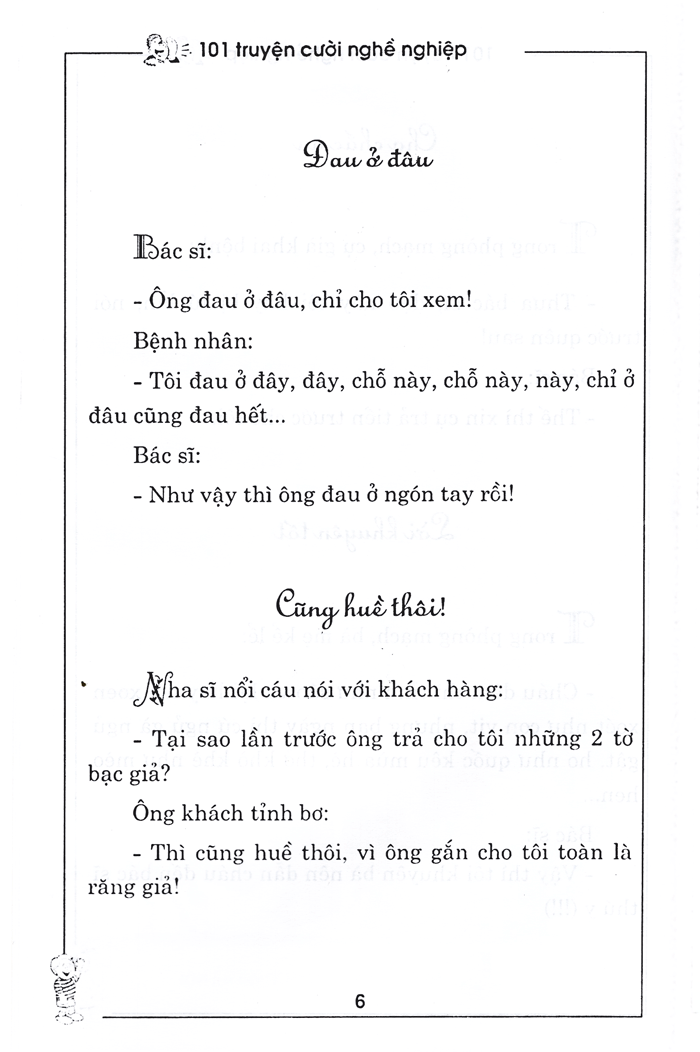 101 truyện cười nghề nghiệp
Đau ở đâu
Bác sĩ:
- Ông đau ở đâu, chỉ cho tôi xem!
Bệnh nhân:
- Tôi đau ở đây, đây, chỗ này, chỗ này, này, chỉ ở
đâu cũng đau hết...
Bác sĩ:
- Như vậy thì ông đau ở ngón tay rồi!
Cũng huề thôi!
Nha sĩ nổi cáu nói với khách hàng:
- Tại sao lần trước ông trả cho tôi những 2 tờ
bạc giả?
Ông khách tỉnh bơ:
- Thì cũng huề thôi, vì ông gắn cho tôi toàn là
răng giả!
6